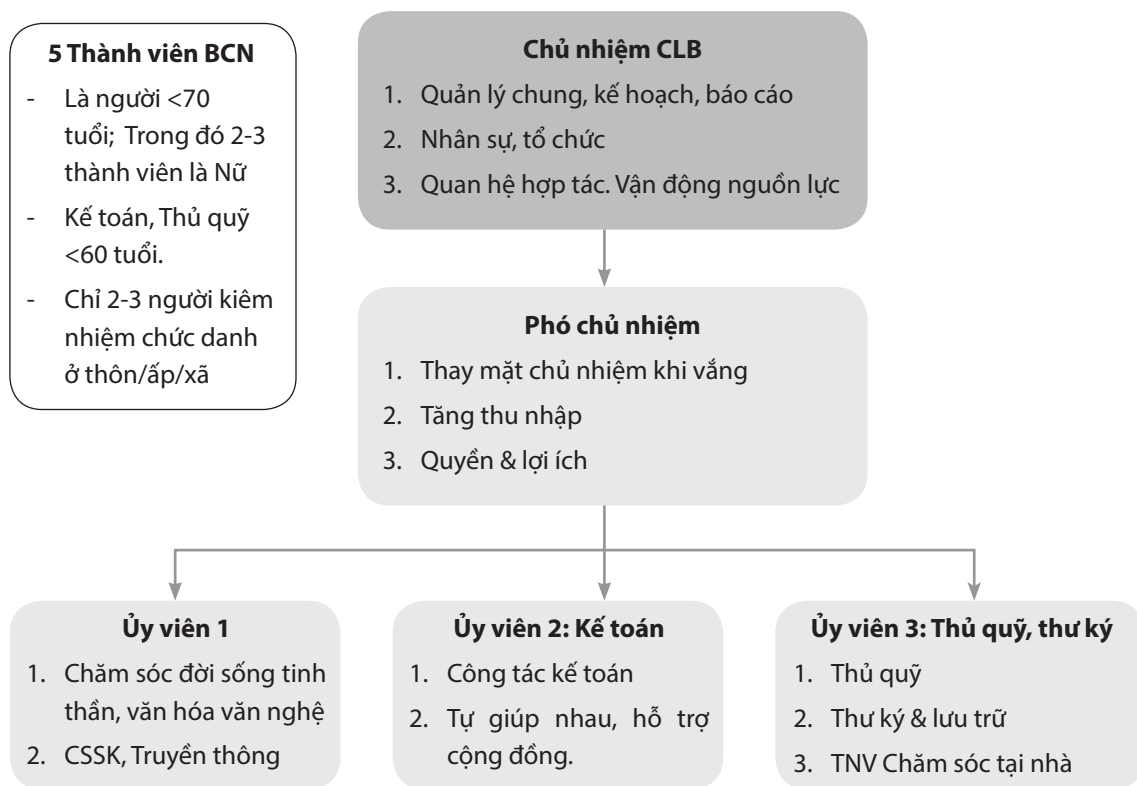 5 Thành viên BCN
- Là người <70
tuổi; Trong đó 2-3
thành viên là Nữ
- Kế toán, Thủ quỹ
<60 tuổi.
- Chỉ 2-3 người kiêm
nhiệm chức danh
ở thôn/ấp/xã
Chủ nhiệm CLB
1. Quản lý chung, kế hoạch, báo cáo
2. Nhân sự, tổ chức
3. Quan hệ hợp tác. Vận động nguồn lực
Phó chủ nhiệm
1. Thay mặt chủ nhiệm khi vắng
2. Tăng thu nhập
3. Quyền & lợi ích
Ủy viên 1
1. Chăm sóc đời sống tinh
thần, văn hóa văn nghệ
2. CSSK, Truyền thông
Ủy viên 2: Kế toán
1. Công tác kế toán
2. Tự giúp nhau, hỗ trợ
cộng đồng.
Ủy viên 3: Thủ quỹ, thư ký
1. Thủ quỹ
2. Thư ký & lưu trữ
3. TNV Chăm sóc tại nhà